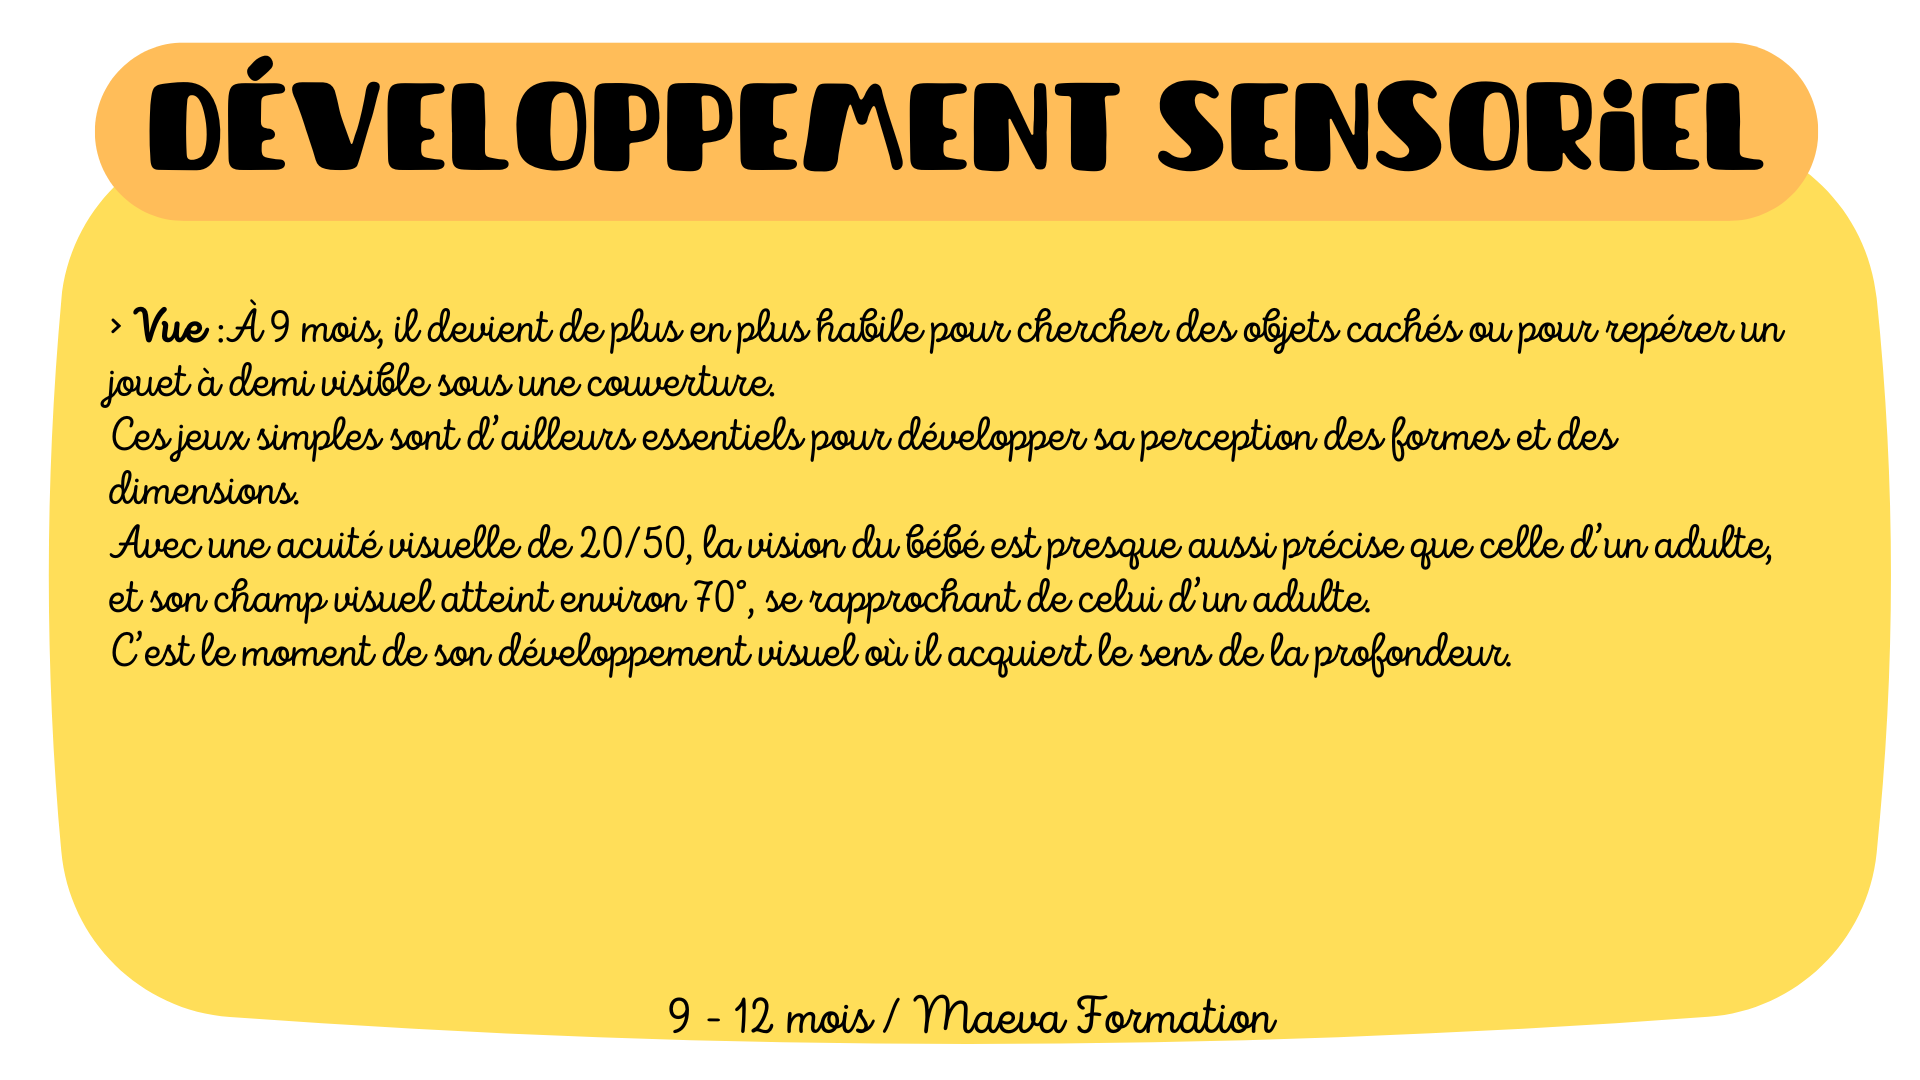 DÉVELOPPEMENT SENSORiEL
> Vue : À 9 mois, il devient de plus en plus habile pour chercher des objets cachés ou pour repérer un
jouet à demi visible sous une couverture.
Ces jeux simples sont d’ailleurs essentiels pour développer sa perception des formes et des
dimensions.
Avec une acuité visuelle de 20/50, la vision du bébé est presque aussi précise que celle d’un adulte,
et son champ visuel atteint environ 70°, se rapprochant de celui d’un adulte.
C’est le moment de son développement visuel où il acquiert le sens de la profondeur.
9 - 12 mois / Maeva Formation